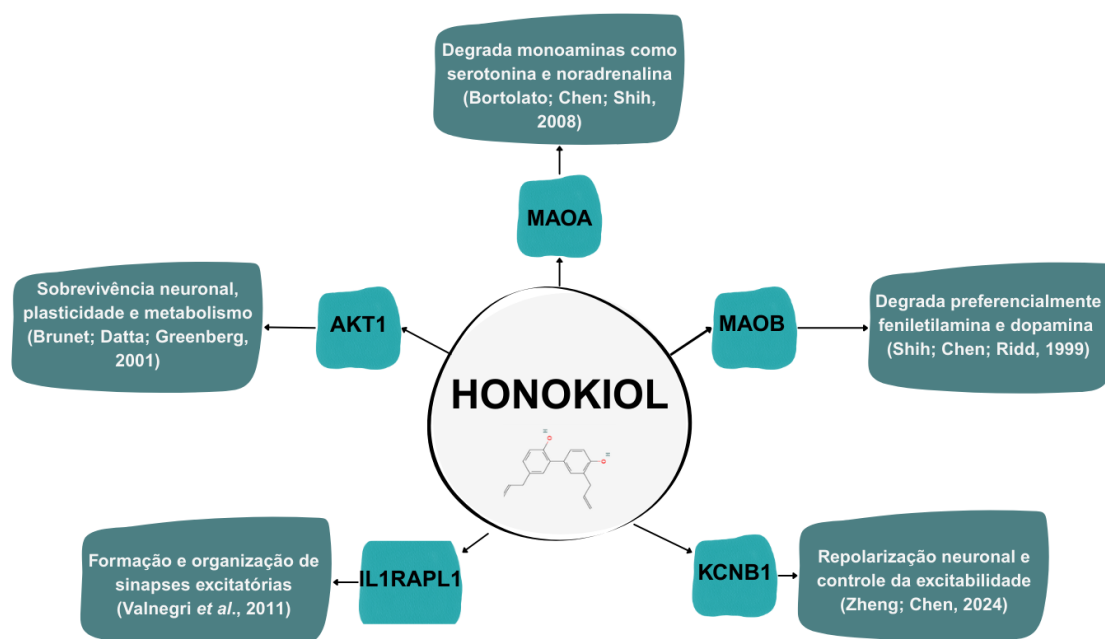 Degrada monoaminas como
serotonina e noradrenalina
(Bortolato; Chen; Shih,
2008)
MAOA
Sobrevivência neuronal,
plasticidade e metabolismo
(Brunet; Datta; Greenberg,
2001)
AKT1
MAOB
Degrada preferencialmente
feniletilamina e dopamina
(Shih; Chen; Ridd, 1999)
HONOKIOL
H
O
O
H
Formação e organização de
sinapses excitatórias
(Valnegri et al., 2011)
IL1RAPL1
KCNB1
Repolarização neuronal e
controle da excitabilidade
(Zheng; Chen, 2024)